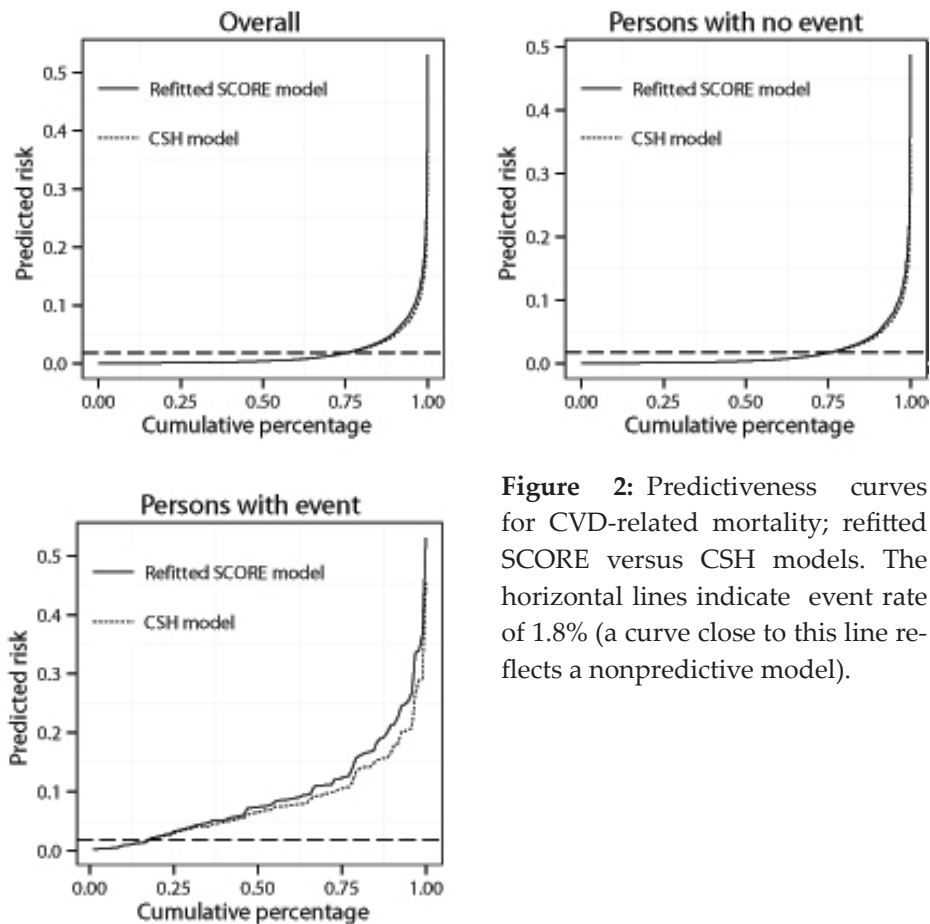 Overall
0.5
0.4
0.3
0.2
0.1
0.0
Predicted risk
Refitted SCORE model
CSH model
0.00 0.25 0.50 0.75 1.00
Cumulative percentage
Persons with no event
0.5
0.4
0.3
0.2
0.1
0.0
Predicted risk
Refitted SCORE model
CSH model
0.00 0.25 0.50 0.75 1.00
Cumulative percentage
Persons with event
0.5
0.4
0.3
0.2
0.1
0.0
Predicted risk
Refitted SCORE model
CSH model
0.00 0.25 0.50 0.75 1.00
Cumulative percentage
Figure 2: Predictiveness curves
for CVD-related mortality; refitted
SCORE versus CSH models. The
horizontal lines indicate event rate
of 1.8% (a curve close to this line re-
flects a nonpredictive model).